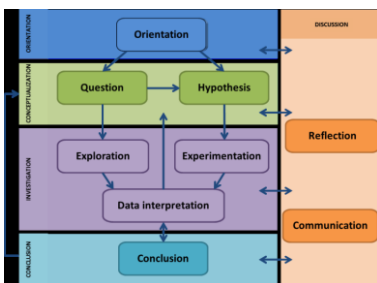 ORIENTATION
Orientation
DISCUSSION
CONCEPTUALIZATION
Question
Hypothesis
INVESTIGATION
Exploration
Experimentation
Data interpretation
Reflection
Communication
CONCLUSION
Conclusion